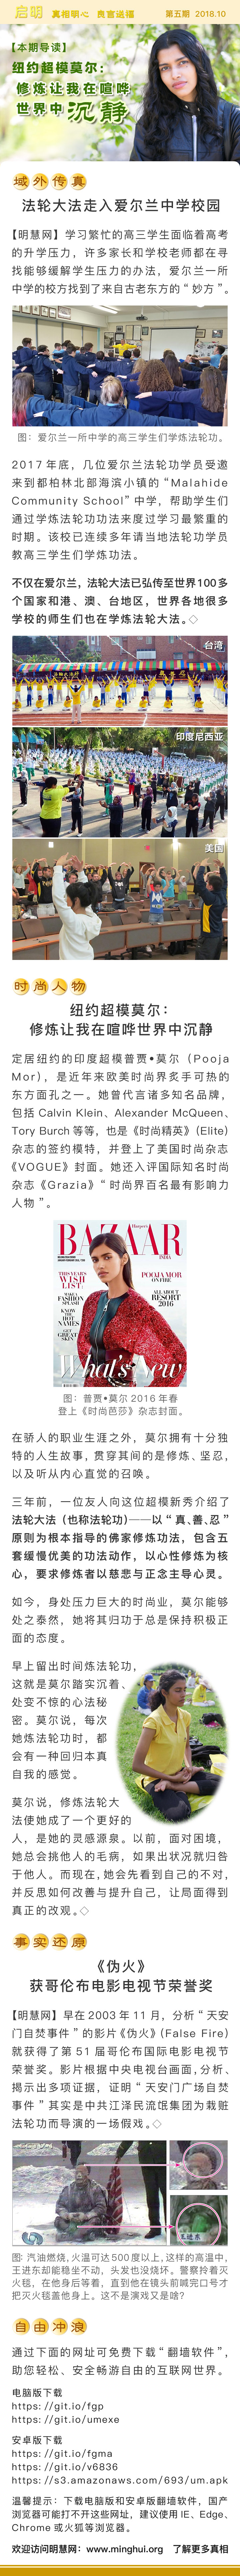 启明 真相明心 良言送福 第五期 2018.10
【本期导读】
纽约超模莫尔：
修炼让我在喧哗
世界中沉静
域外传真
法轮大法走入爱尔兰中学校园
【明慧网】学习繁忙的高三学生面临着高考
的升学压力，许多家长和学校老师都在寻
找能够缓解学生压力的办法，爱尔兰一所
中学的校方找到了来自古老东方的“妙方”。
图：爱尔兰一所中学的高三学生们学炼法轮功。
2017年底，几位爱尔兰法轮功学员受邀
来到都柏林北部海滨小镇的“Malahide
Community School”中学，帮助学生们
通过学炼法轮功功法来度过学习最繁重的
时期。该校已连续多年请当地法轮功学员
教高三学生们学炼功法。
不仅在爱尔兰，法轮大法已弘传至世界100多
个国家和港、澳、台地区，世界各地很多
学校的师生们也在学炼法轮大法。◇
台湾
印度尼西亚
美国
时尚人物
纽约超模莫尔：
修炼让我在喧哗世界中沉静
定居纽约的印度超模普贾•莫尔（Pooja
Mor），是近年来欧美时尚界炙手可热的
东方面孔之一。她曾代言诸多知名品牌，
包括 Calvin Klein、Alexander McQueen、
Tory Burch 等等，也是《时尚精英》（Elite）
杂志的签约模特，并登上了美国时尚杂志
《VOGUE》封面。她还入评国际知名时尚
杂志《Grazia》“时尚界百名最有影响力
人物”。
Harper's
BAZAAR
INDIA
THIS YEAR'S
WISH
LIST:
MAKE A
FASHION
SPLASH
KNOW
THE
HOT
NAMES
GET
GREAT
SKIN
POOJA MOR
ON FIRE
ALL ABOUT
RESORT
2016
What's New
图：普贾•莫尔 2016 年春
登上《时尚芭莎》杂志封面。
在骄人的职业生涯之外，莫尔拥有十分独
特的人生故事，贯穿其间的是修炼、坚忍，
以及听从内心直觉的召唤。
三年前，一位友人向这位超模新秀介绍了
法轮大法（也称法轮功）——以“真、善、忍”
原则为根本指导的佛家修炼功法，包含五
套缓慢优美的功法动作，以心性修炼为核
心，要求修炼者以慈悲与正念主导心灵。
如今，身处压力巨大的时尚业，莫尔能够
处之泰然，她将其归功于总是保持积极正
面的态度。
早上留出时间炼法轮功，
这就是莫尔踏实沉着、
处变不惊的心法秘
密。莫尔说，每次
她炼法轮功时，都
会有一种回归本真
自我的感觉。
莫尔说，修炼法轮大
法使她成了一个更好的
人，是她的灵感源泉。以前，面对困境，
她总会挑他人的毛病，如果出状况就归咎
于他人。而现在，她会先看到自己的不对，
并反思如何改善与提升自己，让局面得到
真正的改观。◇
事实还原
《伪火》
获哥伦布电影电视节荣誉奖
【明慧网】早在2003年11月，分析“天安
门自焚事件”的影片《伪火》（False Fire）
就获得了第51届哥伦布国际电影电视节
荣誉奖。影片根据中央电视台画面，分析、
揭示出多项证据，证明“天安门广场自焚
事件”其实是中共江泽民流氓集团为栽赃
法轮功而导演的一场假戏。◇
王进东
图：汽油燃烧，火温可达500度以上，这样的高温中，
王进东却能稳坐不动，头发也没烧坏。警察拎着灭
火毯，在他身后等着，直到他在镜头前喊完口号才
把灭火毯盖他身上。这不是演戏又是啥？
自由冲浪
通过下面的网址可免费下载“翻墙软件”，
助您轻松、安全畅游自由的互联网世界。
电脑版下载
https: //git.io/fgp
https: //git.io/umexe
安卓版下载
https: //git.io/fgma
https: //git.io/v6836
https: //s3.amazonaws.com/693/um.apk
温馨提示：下载电脑版和安卓版翻墙软件，国产
浏览器可能打不开这些网址，建议使用 IE、Edge、
Chrome 或火狐等浏览器。
欢迎访问明慧网：www.minghui.org 了解更多真相